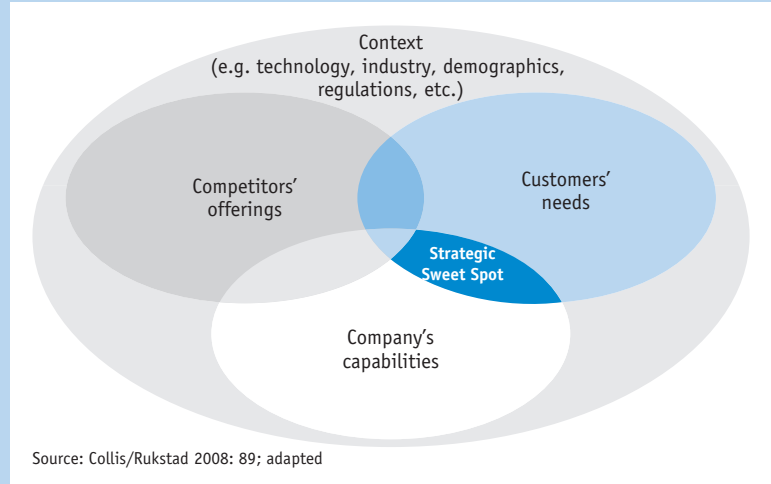 Context
(e.g. technology, industry, demographics,
regulations, etc.)
Competitors’
offerings
Customers’
needs
Strategic
Sweet Spot
Company’s
capabilities
Source: Collis/Rukstad 2008: 89; adapted